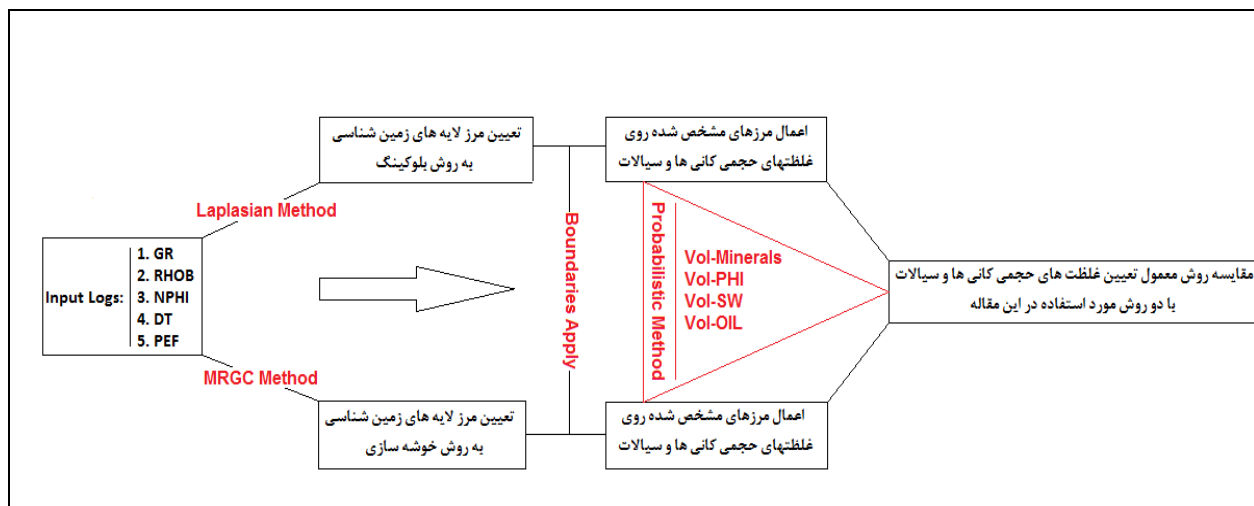 تعیین مرز لایه های زمین شناسی
به روش بلوکینگ
اعمال مرزهای مشخص شده روی
غلظتهای حجمی کانی ها و سیالات
Laplasian Method
Input Logs:
1. GR
2. RHOB
3. NPHI
4. DT
5. PEF
Boundaries Apply
Probabilistic Method
Vol-Minerals
Vol-PHI
Vol-SW
Vol-OIL
مقایسه روش معمول تعیین غلظت های حجمی کانی ها و سیالات
با دو روش مورد استفاده در این مقاله
MRGC Method
تعیین مرز لایه های زمین شناسی
به روش خوشه سازی
اعمال مرزهای مشخص شده روی
غلظتهای حجمی کانی ها و سیالات